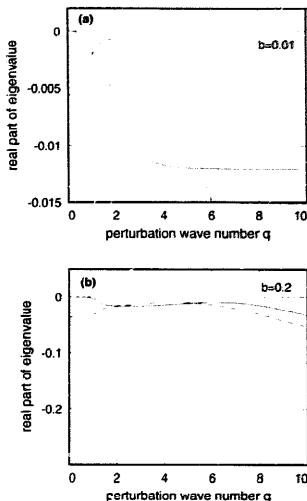 (a)
b=0.01
0
-0.005
-0.01
-0.015
real part of eigenvalue
0 2 4 6 8 10
perturbation wave number q
(b)
b=0.2
0
-0.1
-0.2
real part of eigenvalue
0 2 4 6 8 10
perturbation wave number q